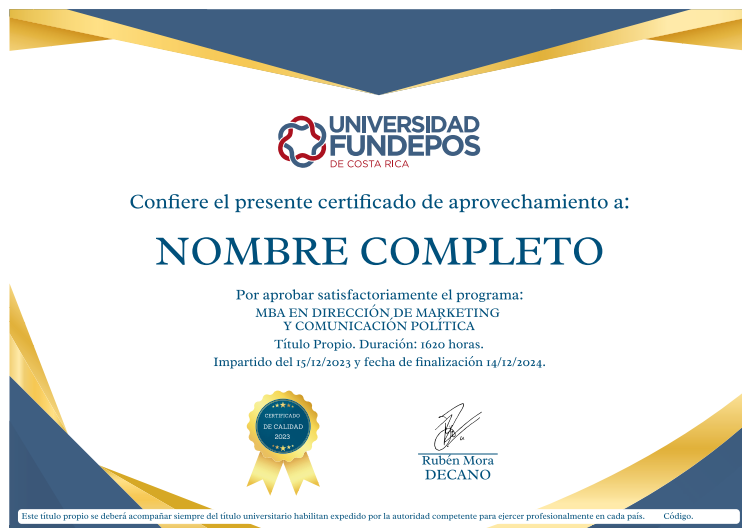 UNIVERSIDAD
FUNDEPOS
DE COSTA RICA
Confiere el presente certificado de aprovechamiento a:
NOMBRE COMPLETO
Por aprobar satisfactoriamente el programa:
MBA EN DIRECCIÓN DE MARKETING
Y COMUNICACIÓN POLÍTICA
Título Propio. Duración: 1620 horas.
Impartido del 15/12/2023 y fecha de finalización 14/12/2024.
CERTIFICADO
DE CALIDAD
2023
Rubén Mora
DECANO
Este título propio se deberá acompañar siempre del título universitario habilitan expedido por la autoridad competente para ejercer profesionalmente en cada país. Código.